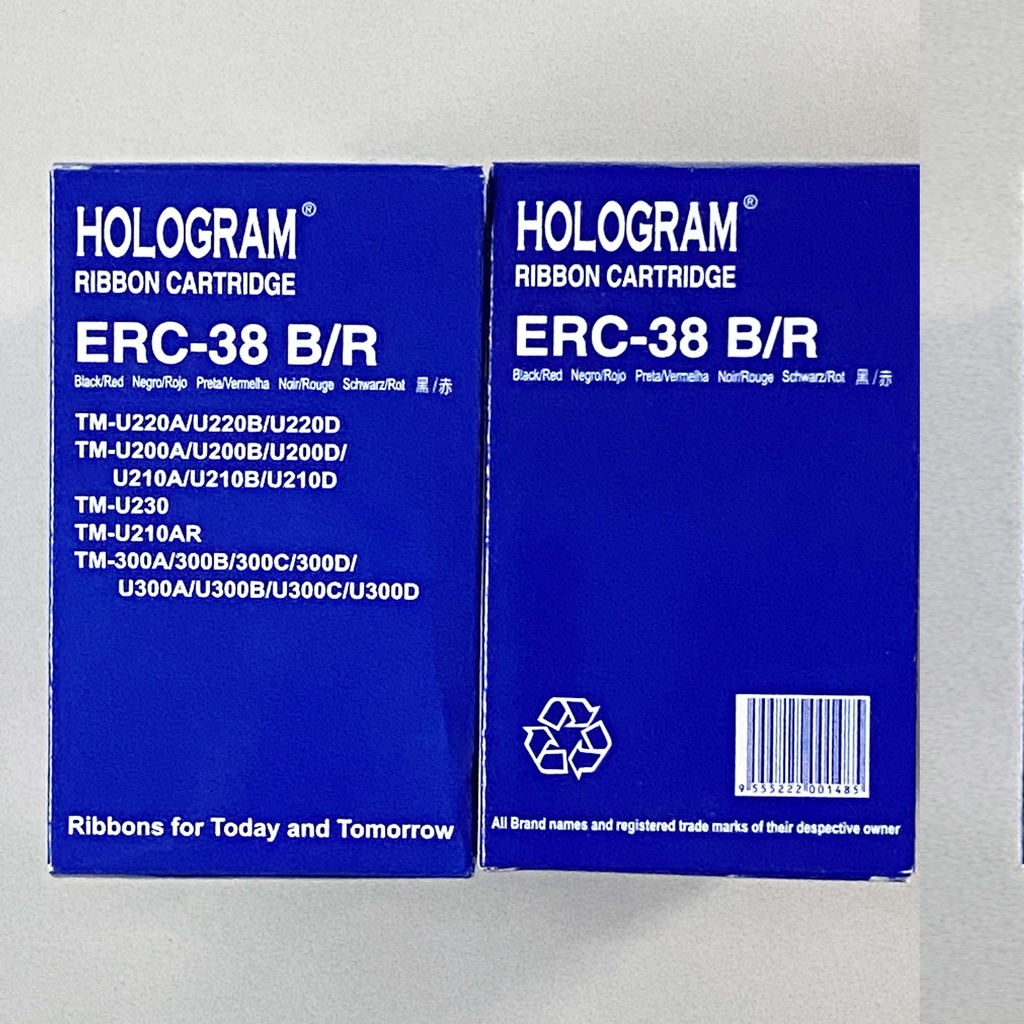 HOLOGRAM®
RIBBON CARTRIDGE
ERC-38 B/R
Black/Red Negro/Rojo Preta/Vermelha Noir/Rouge Schwarz/Rot 黑/赤
TM-U220A/U220B/U220D
TM-U200A/U200B/U200D/
U210A/U210B/U210D
TM-U230
TM-U210AR
TM-300A/300B/300C/300D/
U300A/U300B/U300C/U300D
Ribbons for Today and Tomorrow
HOLOGRAM®
RIBBON CARTRIDGE
ERC-38 B/R
Black/Red Negro/Rojo Preta/Vermelha Noir/Rouge Schwarz/Rot 黑/赤
9 555222 001485
All Brand names and registered trade marks of their despective owner